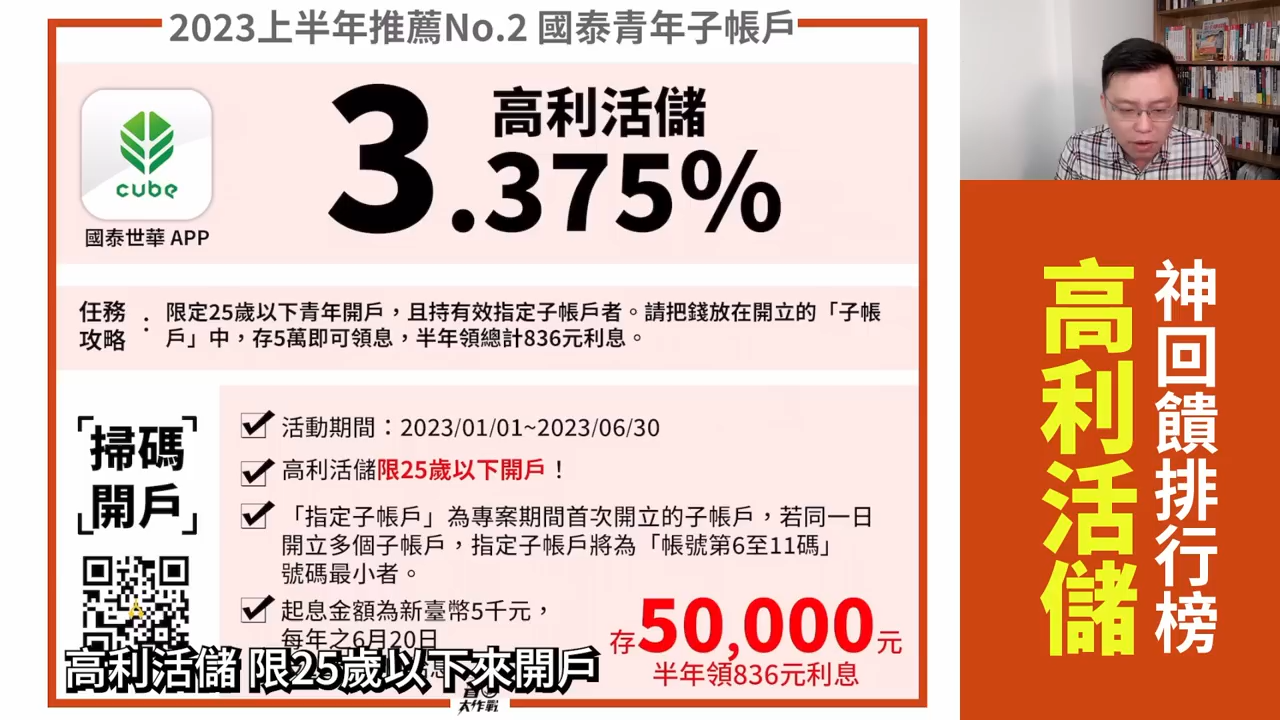 2023上半年推薦No.2 國泰青年子帳戶
cube
國泰世華 APP
高利活儲
3.375%
任務攻略：
限定25歲以下青年開戶，且持有效指定子帳戶者。請把錢放在開立的「子帳
戶」中，存5萬即可領息，半年領總計836元利息。
掃碼
開戶
活動期間：2023/01/01~2023/06/30
高利活儲限25歲以下開戶！
「指定子帳戶」為專案期間首次開立的子帳戶，若同一日
開立多個子帳戶，指定子帳戶將為「帳號第6至11碼」
號碼最小者。
起息金額為新臺幣5千元，
每年之6月20日
存50,000元
半年領836元利息
高利活儲 限25歲以下來開戶
大作戰
神回饋排行榜
高利活儲